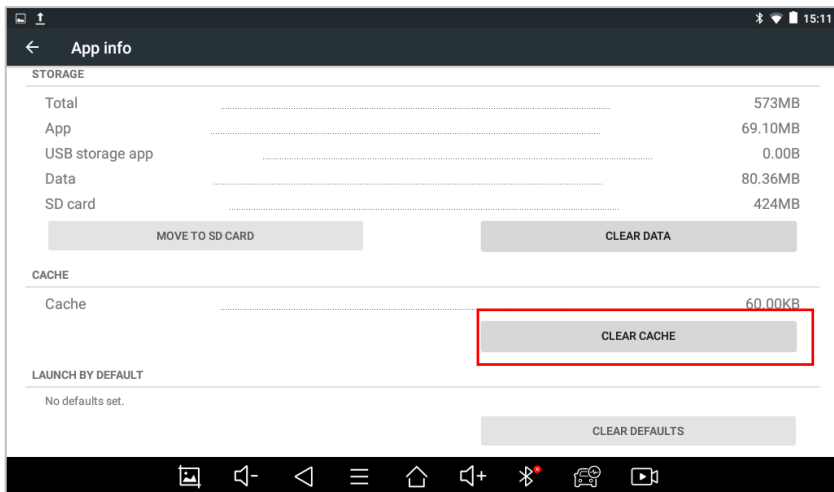 15:11
App info
STORAGE
Total 573MB
App 69.10MB
USB storage app 0.00B
Data 80.36MB
SD card 424MB
MOVE TO SD CARD CLEAR DATA
CACHE
Cache 60.00KB
CLEAR CACHE
LAUNCH BY DEFAULT
No defaults set.
CLEAR DEFAULTS